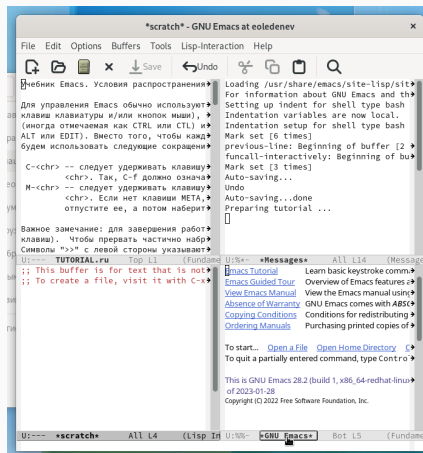 *scratch* - GNU Emacs at eoledenev
×
File Edit Options Buffers Tools Lisp-Interaction Help
Save Undo
Учебник Emacs. Условия распространения
Для управления Emacs обычно используют
клавиш клавиатуры и/или кнопок мыши),
(иногда отмечаемая как CTRL или CTL) и
ALT или EDIT). Вместо того, чтобы кажд
будем использовать следующие сокращени
C-<chr> -- следует удерживать клавишу
<chr>. Так, C-f должно означа
M-<chr> -- следует удерживать клавишу
<chr>. Если нет клавиши META,
отпустите ее, а потом наберит
Важное замечание: для завершения работ
клавиш). Чтобы прервать частично набр
Символы ">>" с левой стороны указывают
U:--- TUTORIAL.ru Top L1 (Fundame
Loading /usr/share/emacs/site-lisp/sit
For information about GNU Emacs and th
Setting up indent for shell type bash
Indentation variables are now local.
Indentation setup for shell type bash
Mark set [6 times]
previous-line: Beginning of buffer [2
funcall-interactively: Beginning of bu
Mark set [3 times]
Auto-saving...
Undo
Auto-saving...done
Preparing tutorial ...
U:%*- *Messages* All L14 (Message
;; This buffer is for text that is not
;; To create a file, visit it with C-x
U:--- *scratch* All L4 (Lisp In
Emacs Tutorial Learn basic keystroke comm
Emacs Guided Tour Overview of Emacs features a
View Emacs Manual View the Emacs manual using
Absence of Warranty GNU Emacs comes with ABSO
Copying Conditions Conditions for redistributing
Ordering Manuals Purchasing printed copies of
To start... Open a File Open Home Directory C
To quit a partially entered command, type Contro
This is GNU Emacs 28.2 (build 1, x86_64-redhat-linux
of 2023-01-28
Copyright (C) 2022 Free Software Foundation, Inc.
U:%%- *GNU Emacs* Bot L5 (Fundame